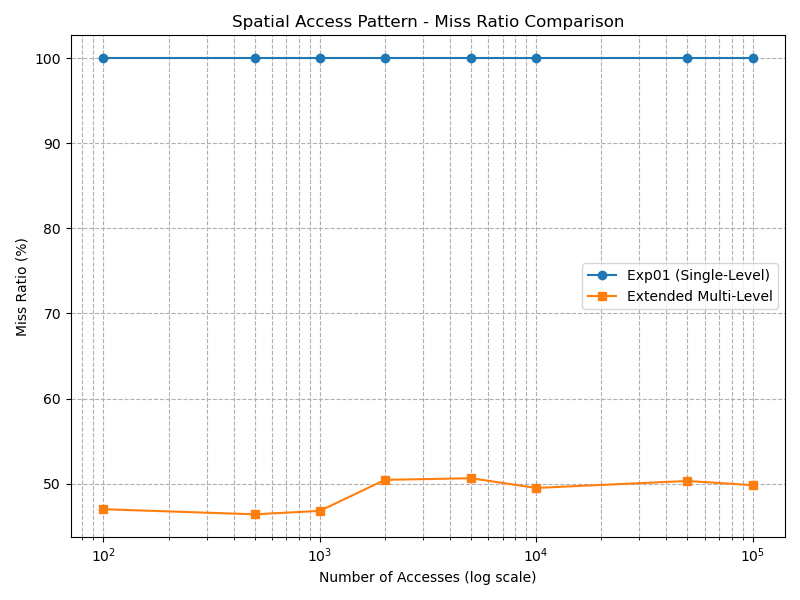 Spatial Access Pattern - Miss Ratio Comparison
Miss Ratio (%)
100
90
80
70
60
50
Exp01 (Single-Level)
Extended Multi-Level
10² 10³ 10⁴ 10⁵
Number of Accesses (log scale)